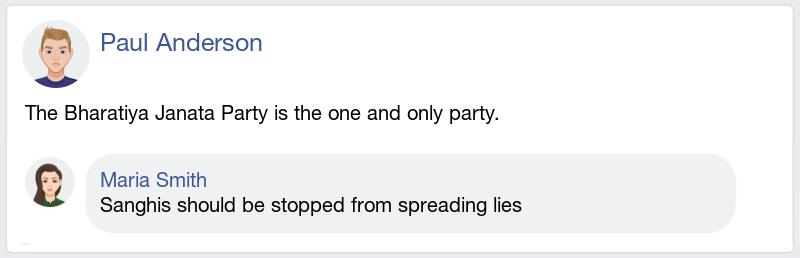 Paul Anderson
The Bharatiya Janata Party is the one and only party.
Maria Smith
Sanghis should be stopped from spreading lies